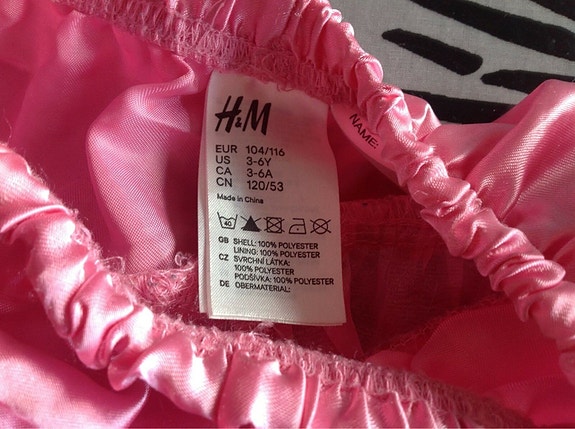 H&M
EUR 104/116
US 3-6Y
CA 3-6A
CN 120/53
Made in China
40
GB SHELL: 100% POLYESTER
LINING: 100% POLYESTER
CZ SVRCHNÍ LÁTKA:
100% POLYESTER
PODŠÍVKA: 100% POLYESTER
DE OBERMATERIAL:
NAME: